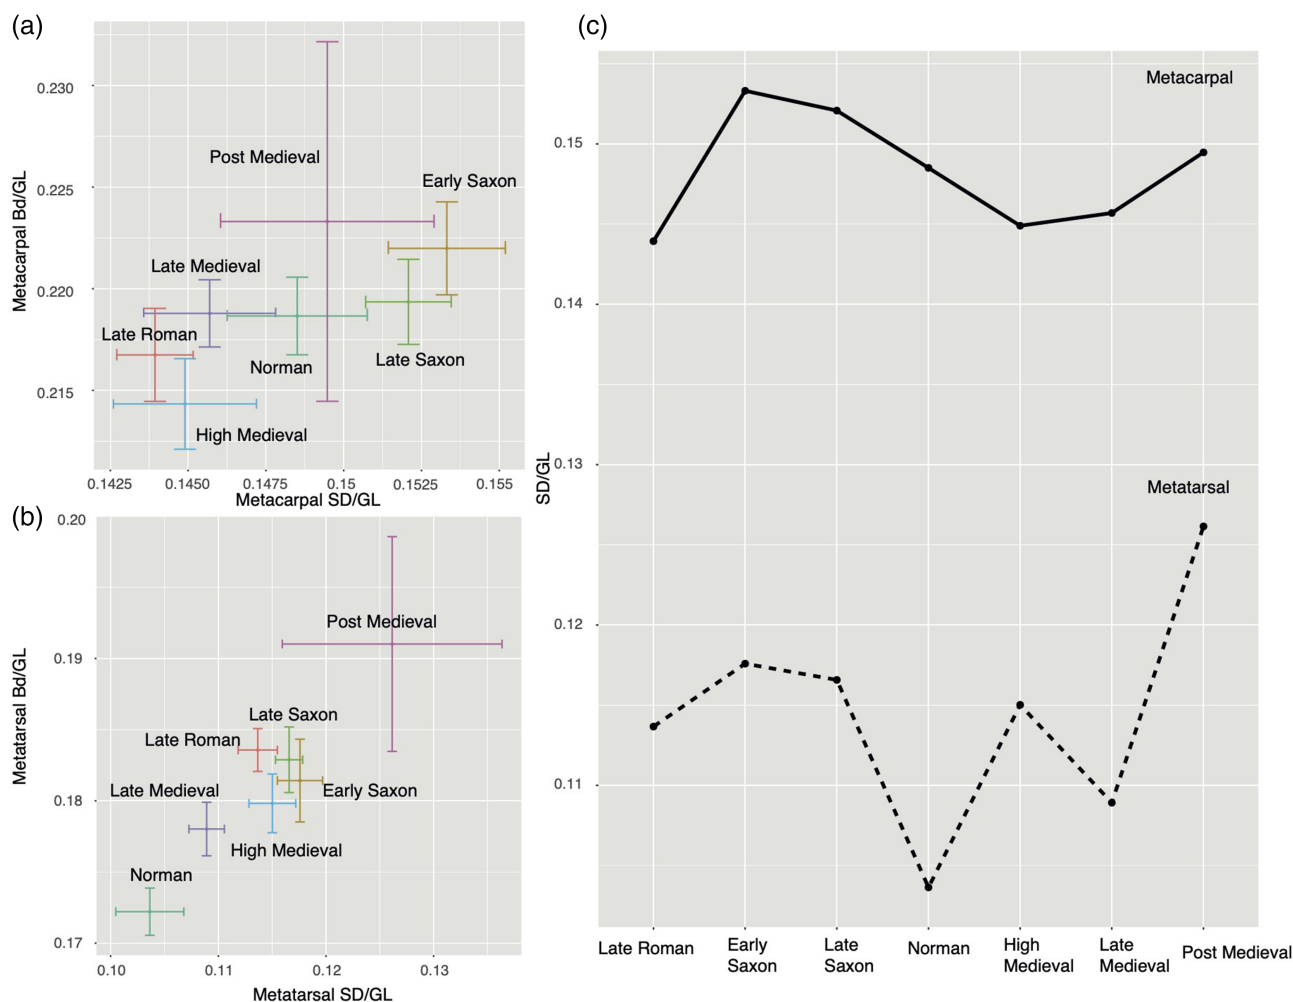 (a)
Metacarpal Bd/GL
0.230
0.225
0.220
0.215
Post Medieval
Early Saxon
Late Medieval
Late Roman
Norman
Late Saxon
High Medieval
0.1425
0.1450
0.1475
0.15
0.1525
0.155
Metacarpal SD/GL
(b)
Metatarsal Bd/GL
0.20
0.19
0.18
0.17
Post Medieval
Late Saxon
Late Roman
Late Medieval
Early Saxon
High Medieval
Norman
0.10
0.11
0.12
0.13
Metatarsal SD/GL
(c)
SD/GL
0.15
0.14
0.13
0.12
0.11
Metacarpal
Metatarsal
Late Roman
Early
Saxon
Late
Saxon
Norman
High
Medieval
Late
Medieval
Post Medieval